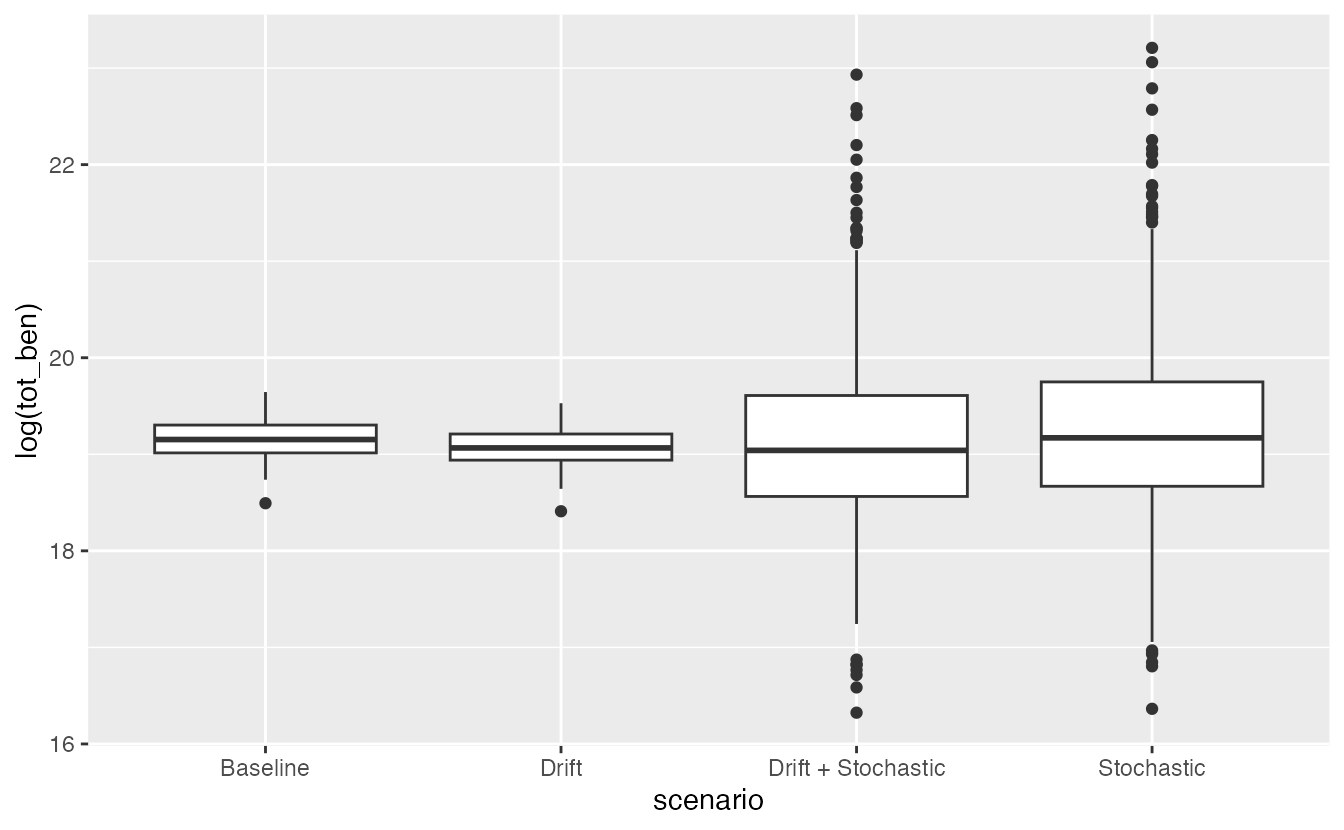 log(tot_ben)
22
20
18
16
Baseline
Drift
Drift + Stochastic
Stochastic
scenario